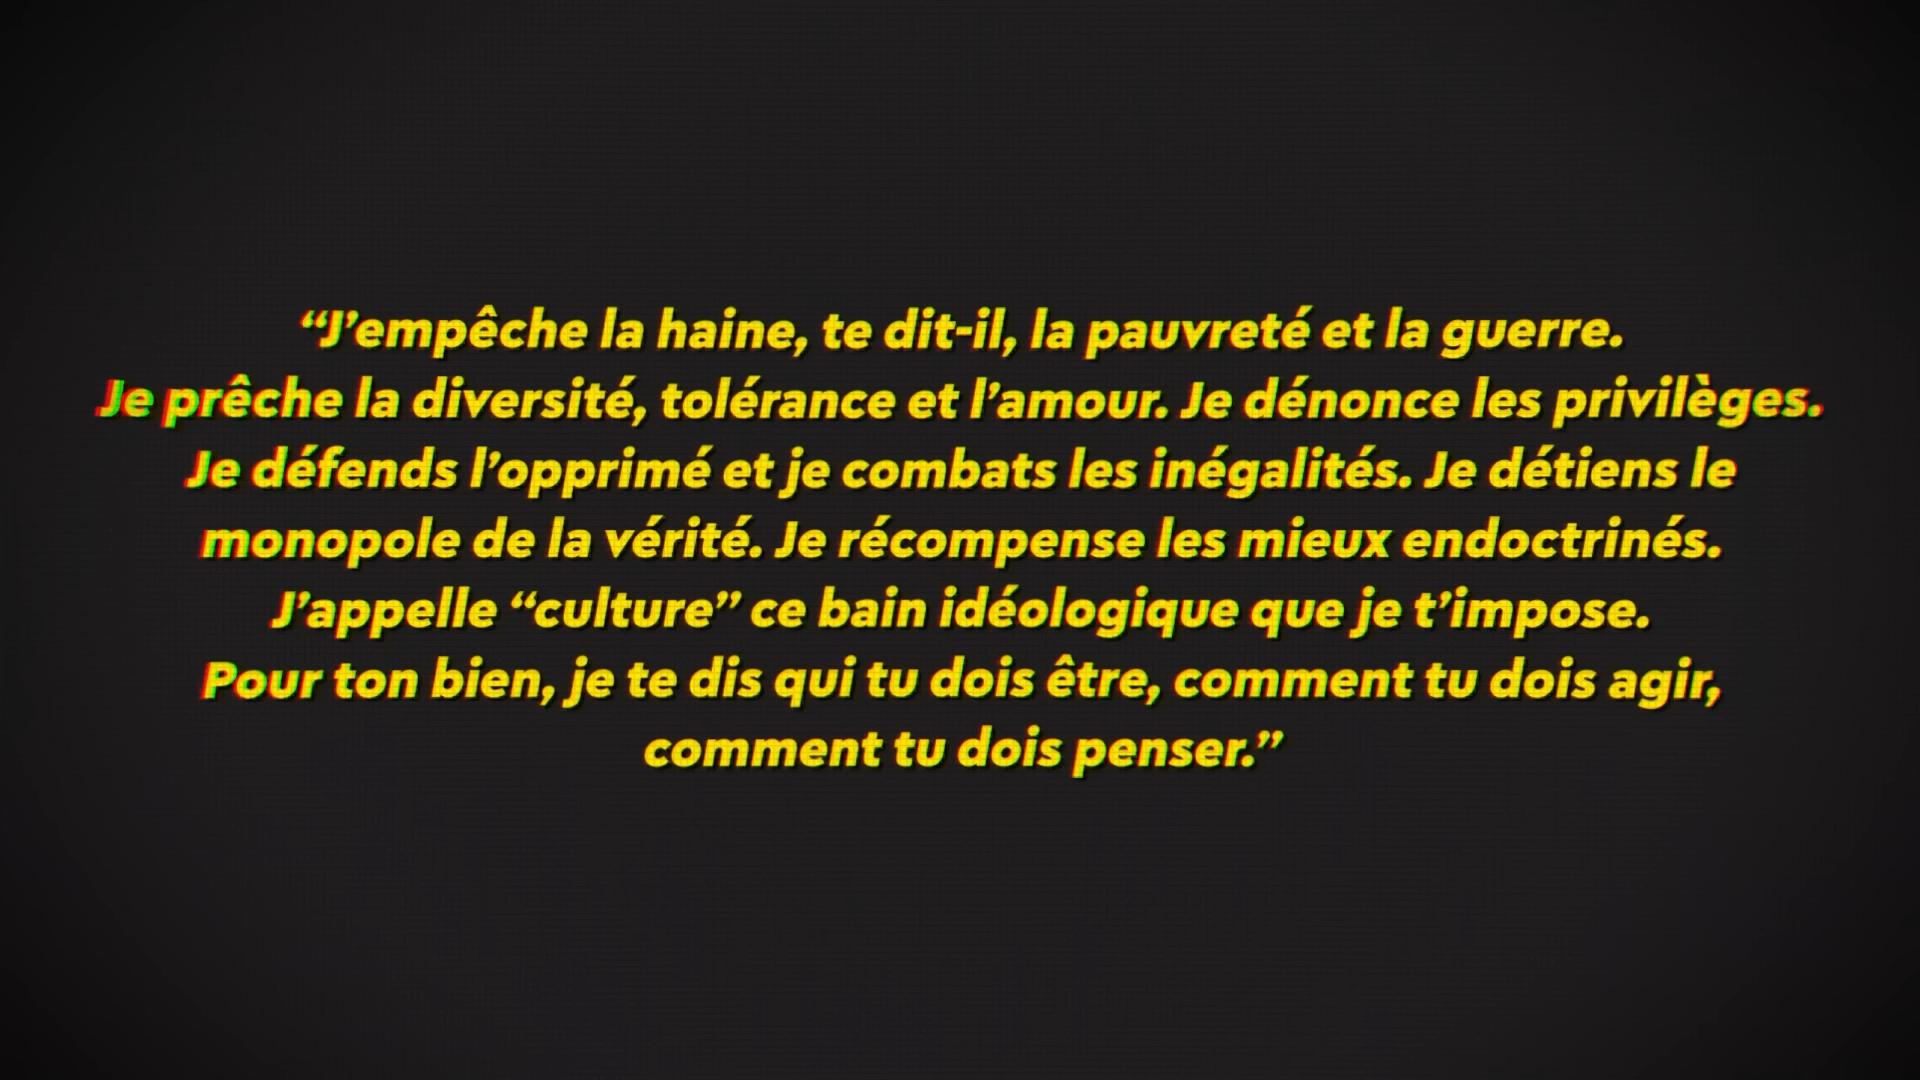 “J’empêche la haine, te dit-il, la pauvreté et la guerre.
Je prêche la diversité, tolérance et l’amour. Je dénonce les privilèges.
Je défends l’opprimé et je combats les inégalités. Je détiens le
monopole de la vérité. Je récompense les mieux endoctrinés.
J’appelle “culture” ce bain idéologique que je t’impose.
Pour ton bien, je te dis qui tu dois être, comment tu dois agir,
comment tu dois penser.”